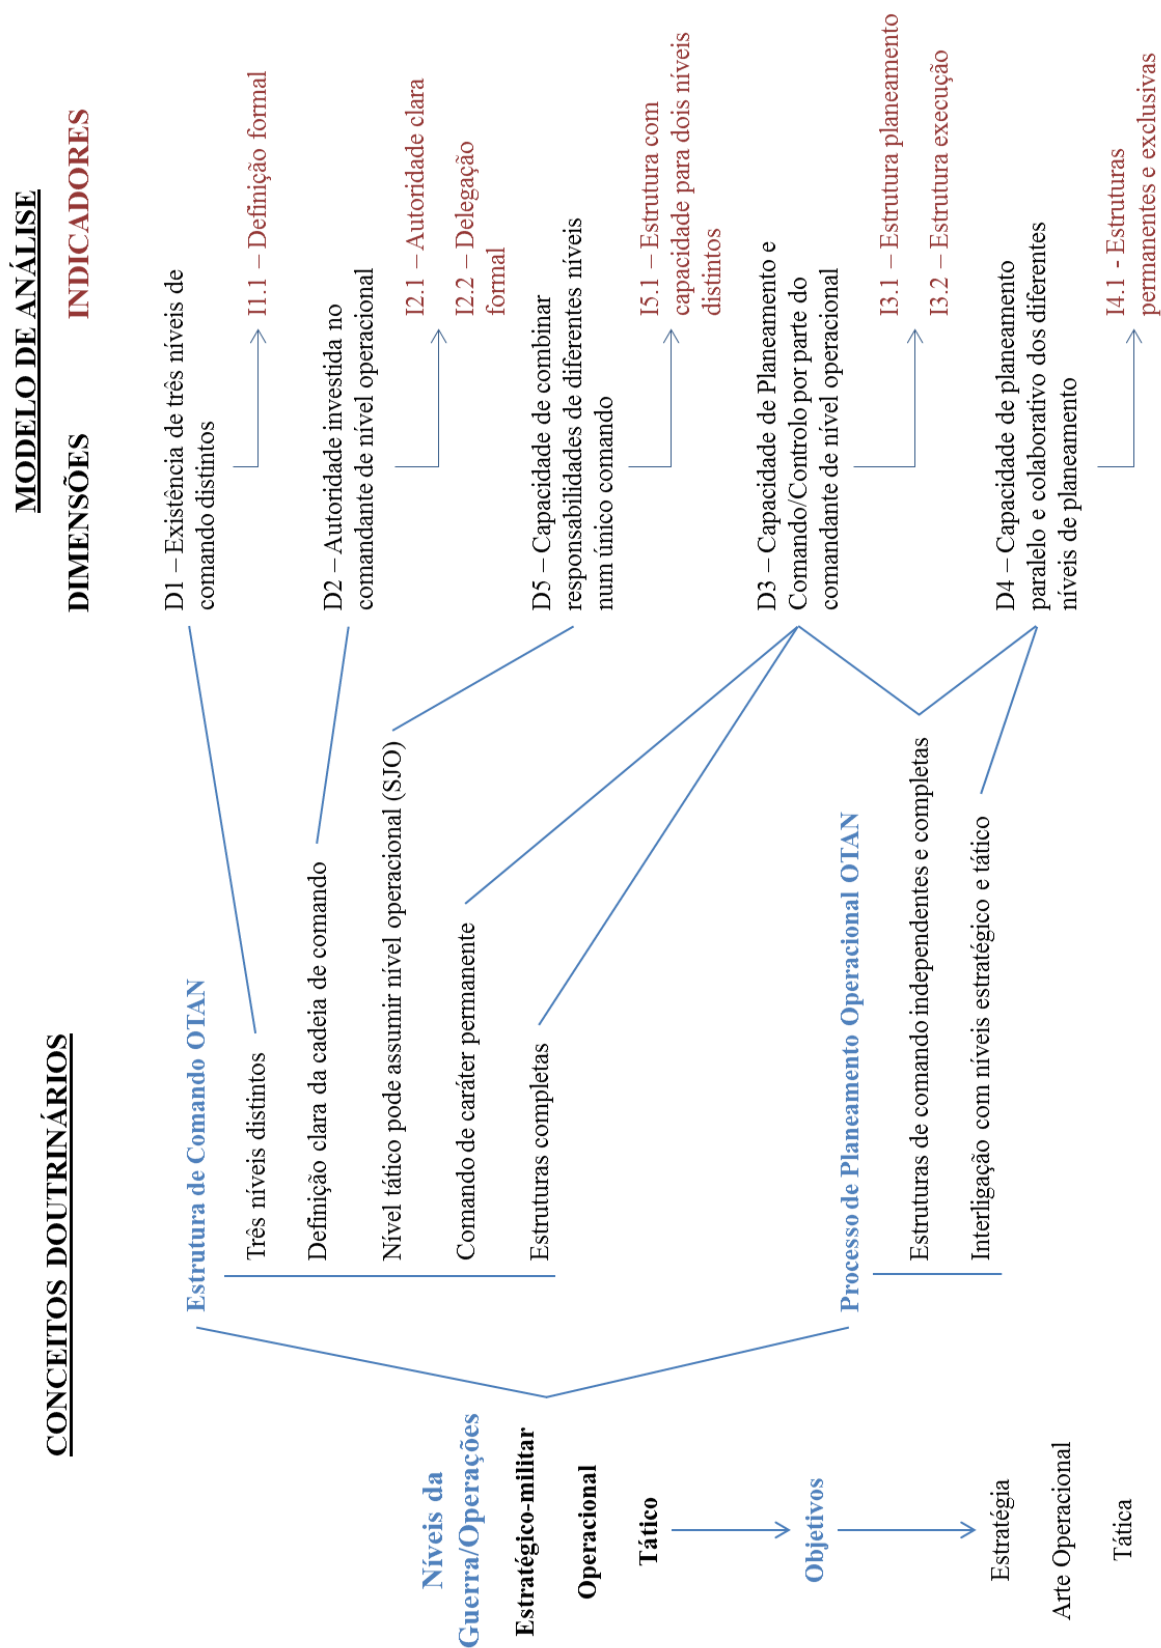 CONCEITOS DOUTRINÁRIOS
MODELO DE ANÁLISE
DIMENSÕES
INDICADORES
Níveis da
Guerra/Operações
Estratégico-militar
Operacional
Tático
Objetivos
Estratégia
Arte Operacional
Tática
Estrutura de Comando OTAN
Três níveis distintos
Definição clara da cadeia de comando
Nível tático pode assumir nível operacional (SJO)
Comando de caráter permanente
Estruturas completas
Processo de Planeamento Operacional OTAN
Estruturas de comando independentes e completas
Interligação com níveis estratégico e tático
D1 – Existência de três níveis de
comando distintos
I1.1 – Definição formal
D2 – Autoridade investida no
comandante de nível operacional
I2.1 – Autoridade clara
I2.2 – Delegação
formal
D5 – Capacidade de combinar
responsabilidades de diferentes níveis
num único comando
I5.1 – Estrutura com
capacidade para dois níveis
distintos
D3 – Capacidade de Planeamento e
Comando/Controlo por parte do
comandante de nível operacional
I3.1 – Estrutura planeamento
I3.2 – Estrutura execução
D4 – Capacidade de planeamento
paralelo e colaborativo dos diferentes
níveis de planeamento
I4.1 - Estruturas
permanentes e exclusivas